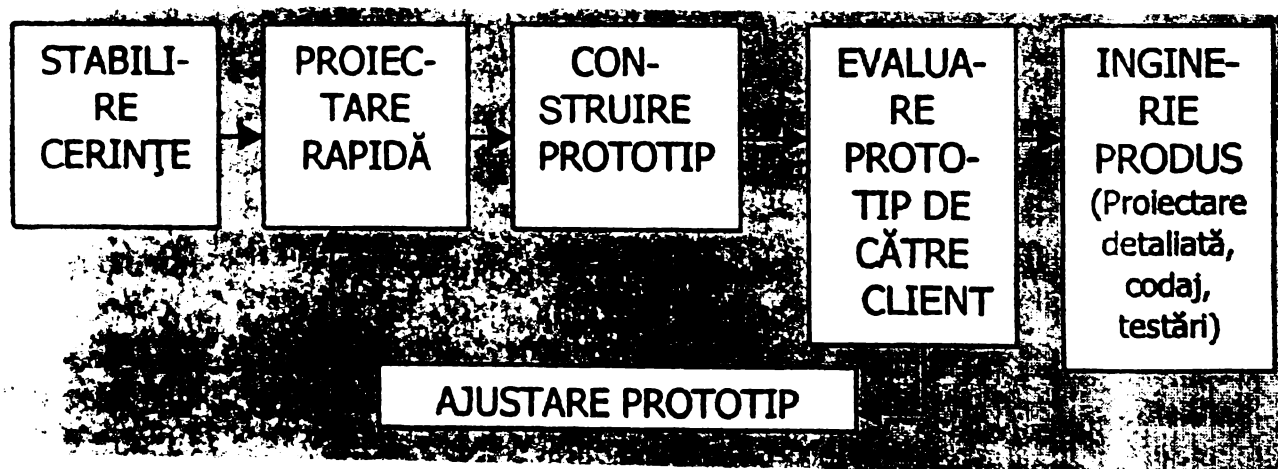 STABILI-
RE
CERINŢE
PROIEC-
TARE
RAPIDĂ
CON-
STRUIRE
PROTOTIP
EVALUA-
RE
PROTO-
TIP DE
CĂTRE
CLIENT
INGINE-
RIE
PRODUS
(Proiectare
detaliată,
codaj,
testări)
AJUSTARE PROTOTIP